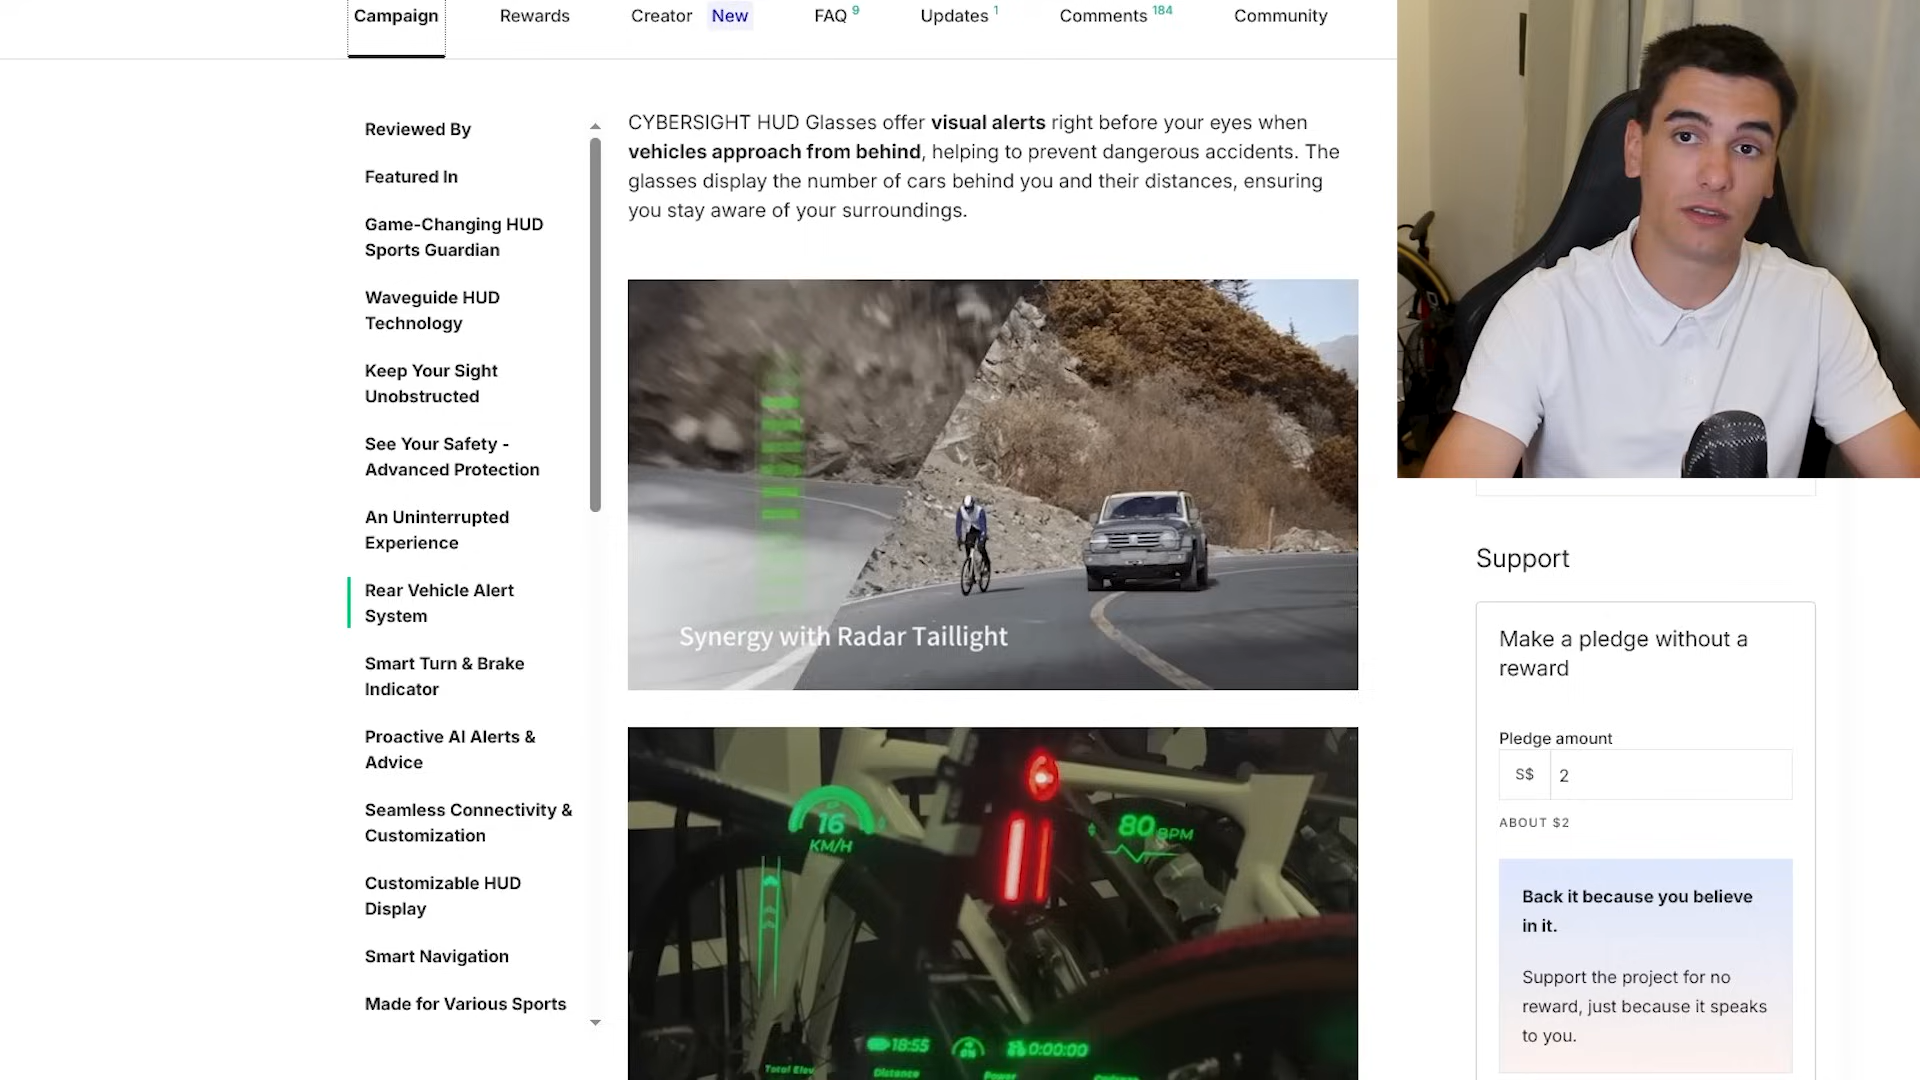 Campaign
Rewards
Creator New
FAQ 9
Updates 1
Comments 184
Community
Reviewed By
Featured In
Game-Changing HUD
Sports Guardian
Waveguide HUD
Technology
Keep Your Sight
Unobstructed
See Your Safety -
Advanced Protection
An Uninterrupted
Experience
Rear Vehicle Alert
System
Smart Turn & Brake
Indicator
Proactive AI Alerts &
Advice
Seamless Connectivity &
Customization
Customizable HUD
Display
Smart Navigation
Made for Various Sports
CYBERSIGHT HUD Glasses offer visual alerts right before your eyes when
vehicles approach from behind, helping to prevent dangerous accidents. The
glasses display the number of cars behind you and their distances, ensuring
you stay aware of your surroundings.
Synergy with Radar Taillight
16
KM/H
80 BPM
18:55
0:00:00
Total Elev
Distance
Power
Cadence
Support
Make a pledge without a
reward
Pledge amount
S$ 2
ABOUT $2
Back it because you believe
in it.
Support the project for no
reward, just because it speaks
to you.